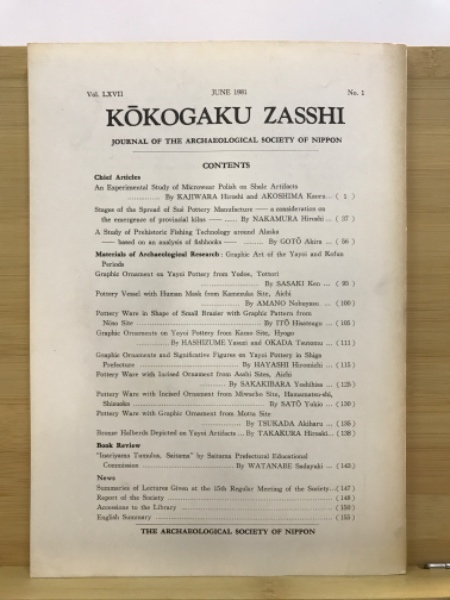 Vol. LXVII JUNE 1981 No. 1
KŌKOGAKU ZASSHI
JOURNAL OF THE ARCHAEOLOGICAL SOCIETY OF NIPPON
CONTENTS
Chief Articles
An Experimental Study of Microwear Polish on Shale Artifacts
............ By KAJIWARA Hiroshi and AKOSHIMA Kaoru... ( 1 )
Stages of the Spread of Sué Pottery Manufacture — a consideration on
the emergence of provincial kilns — ...... By NAKAMURA Hiroshi ... ( 37 )
A Study of Prehistoric Fishing Technology around Alaska
— based on an analysis of fishhooks — ........ By GOTŌ Akira ... ( 56 )
Materials of Archaeological Research : Graphic Art of the Yayoi and Kofun
Periods
Graphic Ornament on Yayoi Pottery from Yadoc, Tottori
............ By SASAKI Ken ... ( 95 )
Pottery Vessel with Human Mask from Kamezuka Site, Aichi
............ By AMANO Nobuyasu ... (100)
Pottery Ware in Shape of Small Brazier with Graphic Pattern from
Site ............ By ITŌ Hisatsugu ... (105)
Graphic Ornaments on Yayoi Pottery from Site, Hyogo
............ By HASHIZUME Yasuji and OKADA Tsutomu ... (111)
Graphic Ornaments and Significative Figures on Yayoi Pottery in Shiga
Prefecture ............ By HAYASHI Hiromichi ... (115)
Pottery Ware with Incised Ornament from Asahi Sites, Aichi
............ By SAKAKIBARA Yoshihisa ... (125)
Pottery Ware with Incised Ornament from Site, Hamamatsu-shi,
Shizuoka ............ By SATŌ Yukio ... (130)
Pottery Ware with Graphic Ornament from Site
............ By TSUKADA Akiharu ... (135)
Bronze Halberds Depicted on Yayoi Artifacts ... By TAKAKURA Hiroaki... (139)
Book Review
"Inariyama Tumulus, Saitama" by Saitama Prefectural Educational
Commission ............ By WATANABE Sadayuki ... (143)
News
Summaries of Lectures Given at the 15th Regular Meeting of the Society...(147)
Report of the Society ............ (148)
Accessions to the Library ............ (150)
English Summary ............ (155)
THE ARCHAEOLOGICAL SOCIETY OF NIPPON